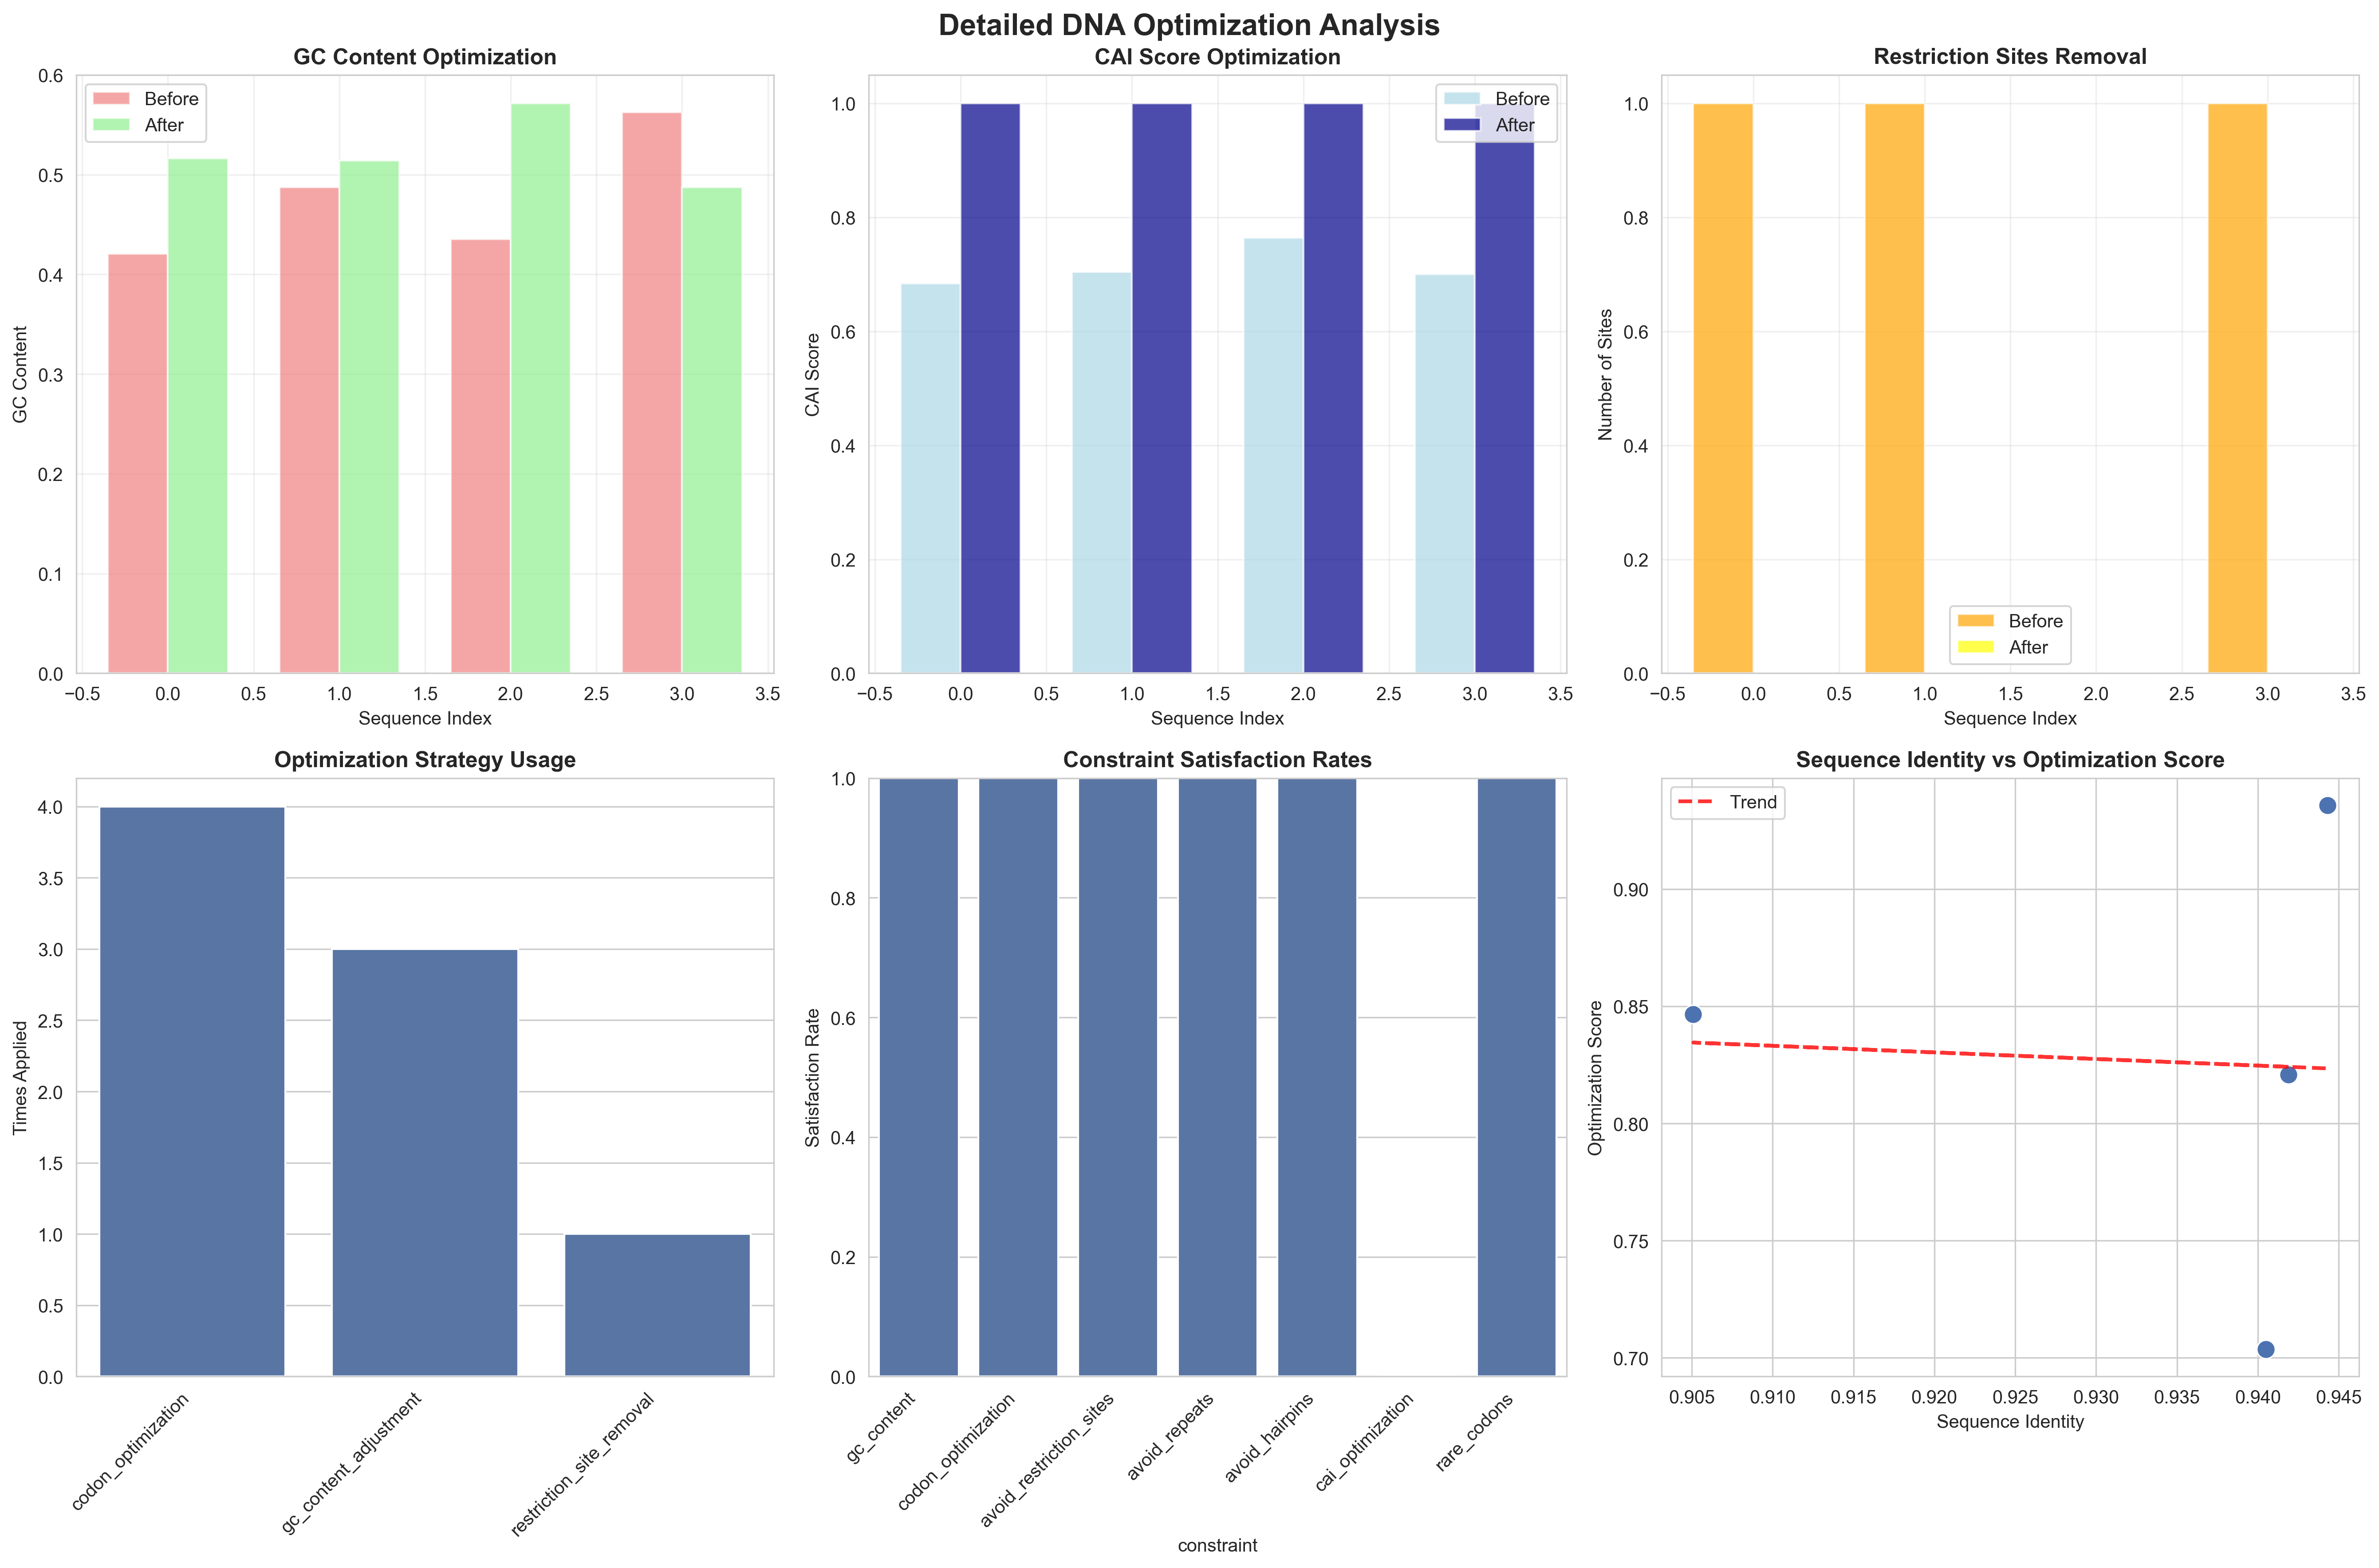 Detailed DNA Optimization Analysis
GC Content Optimization
Before
After
GC Content
0.6
0.5
0.4
0.3
0.2
0.1
0.0
−0.5 0.0 0.5 1.0 1.5 2.0 2.5 3.0 3.5
Sequence Index
CAI Score Optimization
Before
After
CAI Score
1.0
0.8
0.6
0.4
0.2
0.0
−0.5 0.0 0.5 1.0 1.5 2.0 2.5 3.0 3.5
Sequence Index
Restriction Sites Removal
Number of Sites
1.0
0.8
0.6
0.4
0.2
0.0
Before
After
−0.5 0.0 0.5 1.0 1.5 2.0 2.5 3.0 3.5
Sequence Index
Optimization Strategy Usage
Times Applied
4.0
3.5
3.0
2.5
2.0
1.5
1.0
0.5
0.0
codon_optimization
gc_content_adjustment
restriction_site_removal
Constraint Satisfaction Rates
Satisfaction Rate
1.0
0.8
0.6
0.4
0.2
0.0
gc_content
codon_optimization
avoid_restriction_sites
avoid_repeats
avoid_hairpins
cai_optimization
rare_codons
constraint
Sequence Identity vs Optimization Score
Trend
Optimization Score
0.90
0.85
0.80
0.75
0.70
0.905 0.910 0.915 0.920 0.925 0.930 0.935 0.940 0.945
Sequence Identity